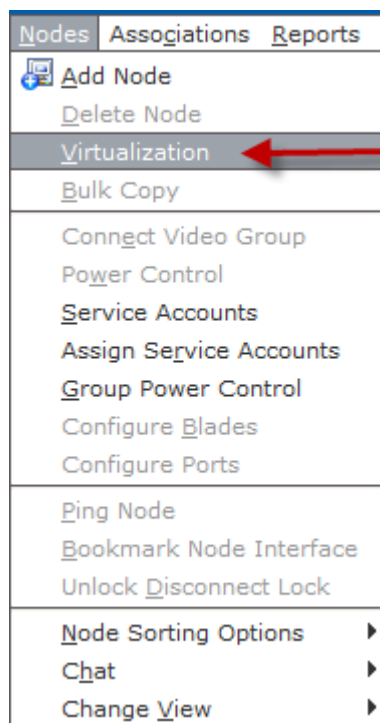 Nodes Associations Reports
Add Node
Delete Node
Virtualization
Bulk Copy
Connect Video Group
Power Control
Service Accounts
Assign Service Accounts
Group Power Control
Configure Blades
Configure Ports
Ping Node
Bookmark Node Interface
Unlock Disconnect Lock
Node Sorting Options
Chat
Change View